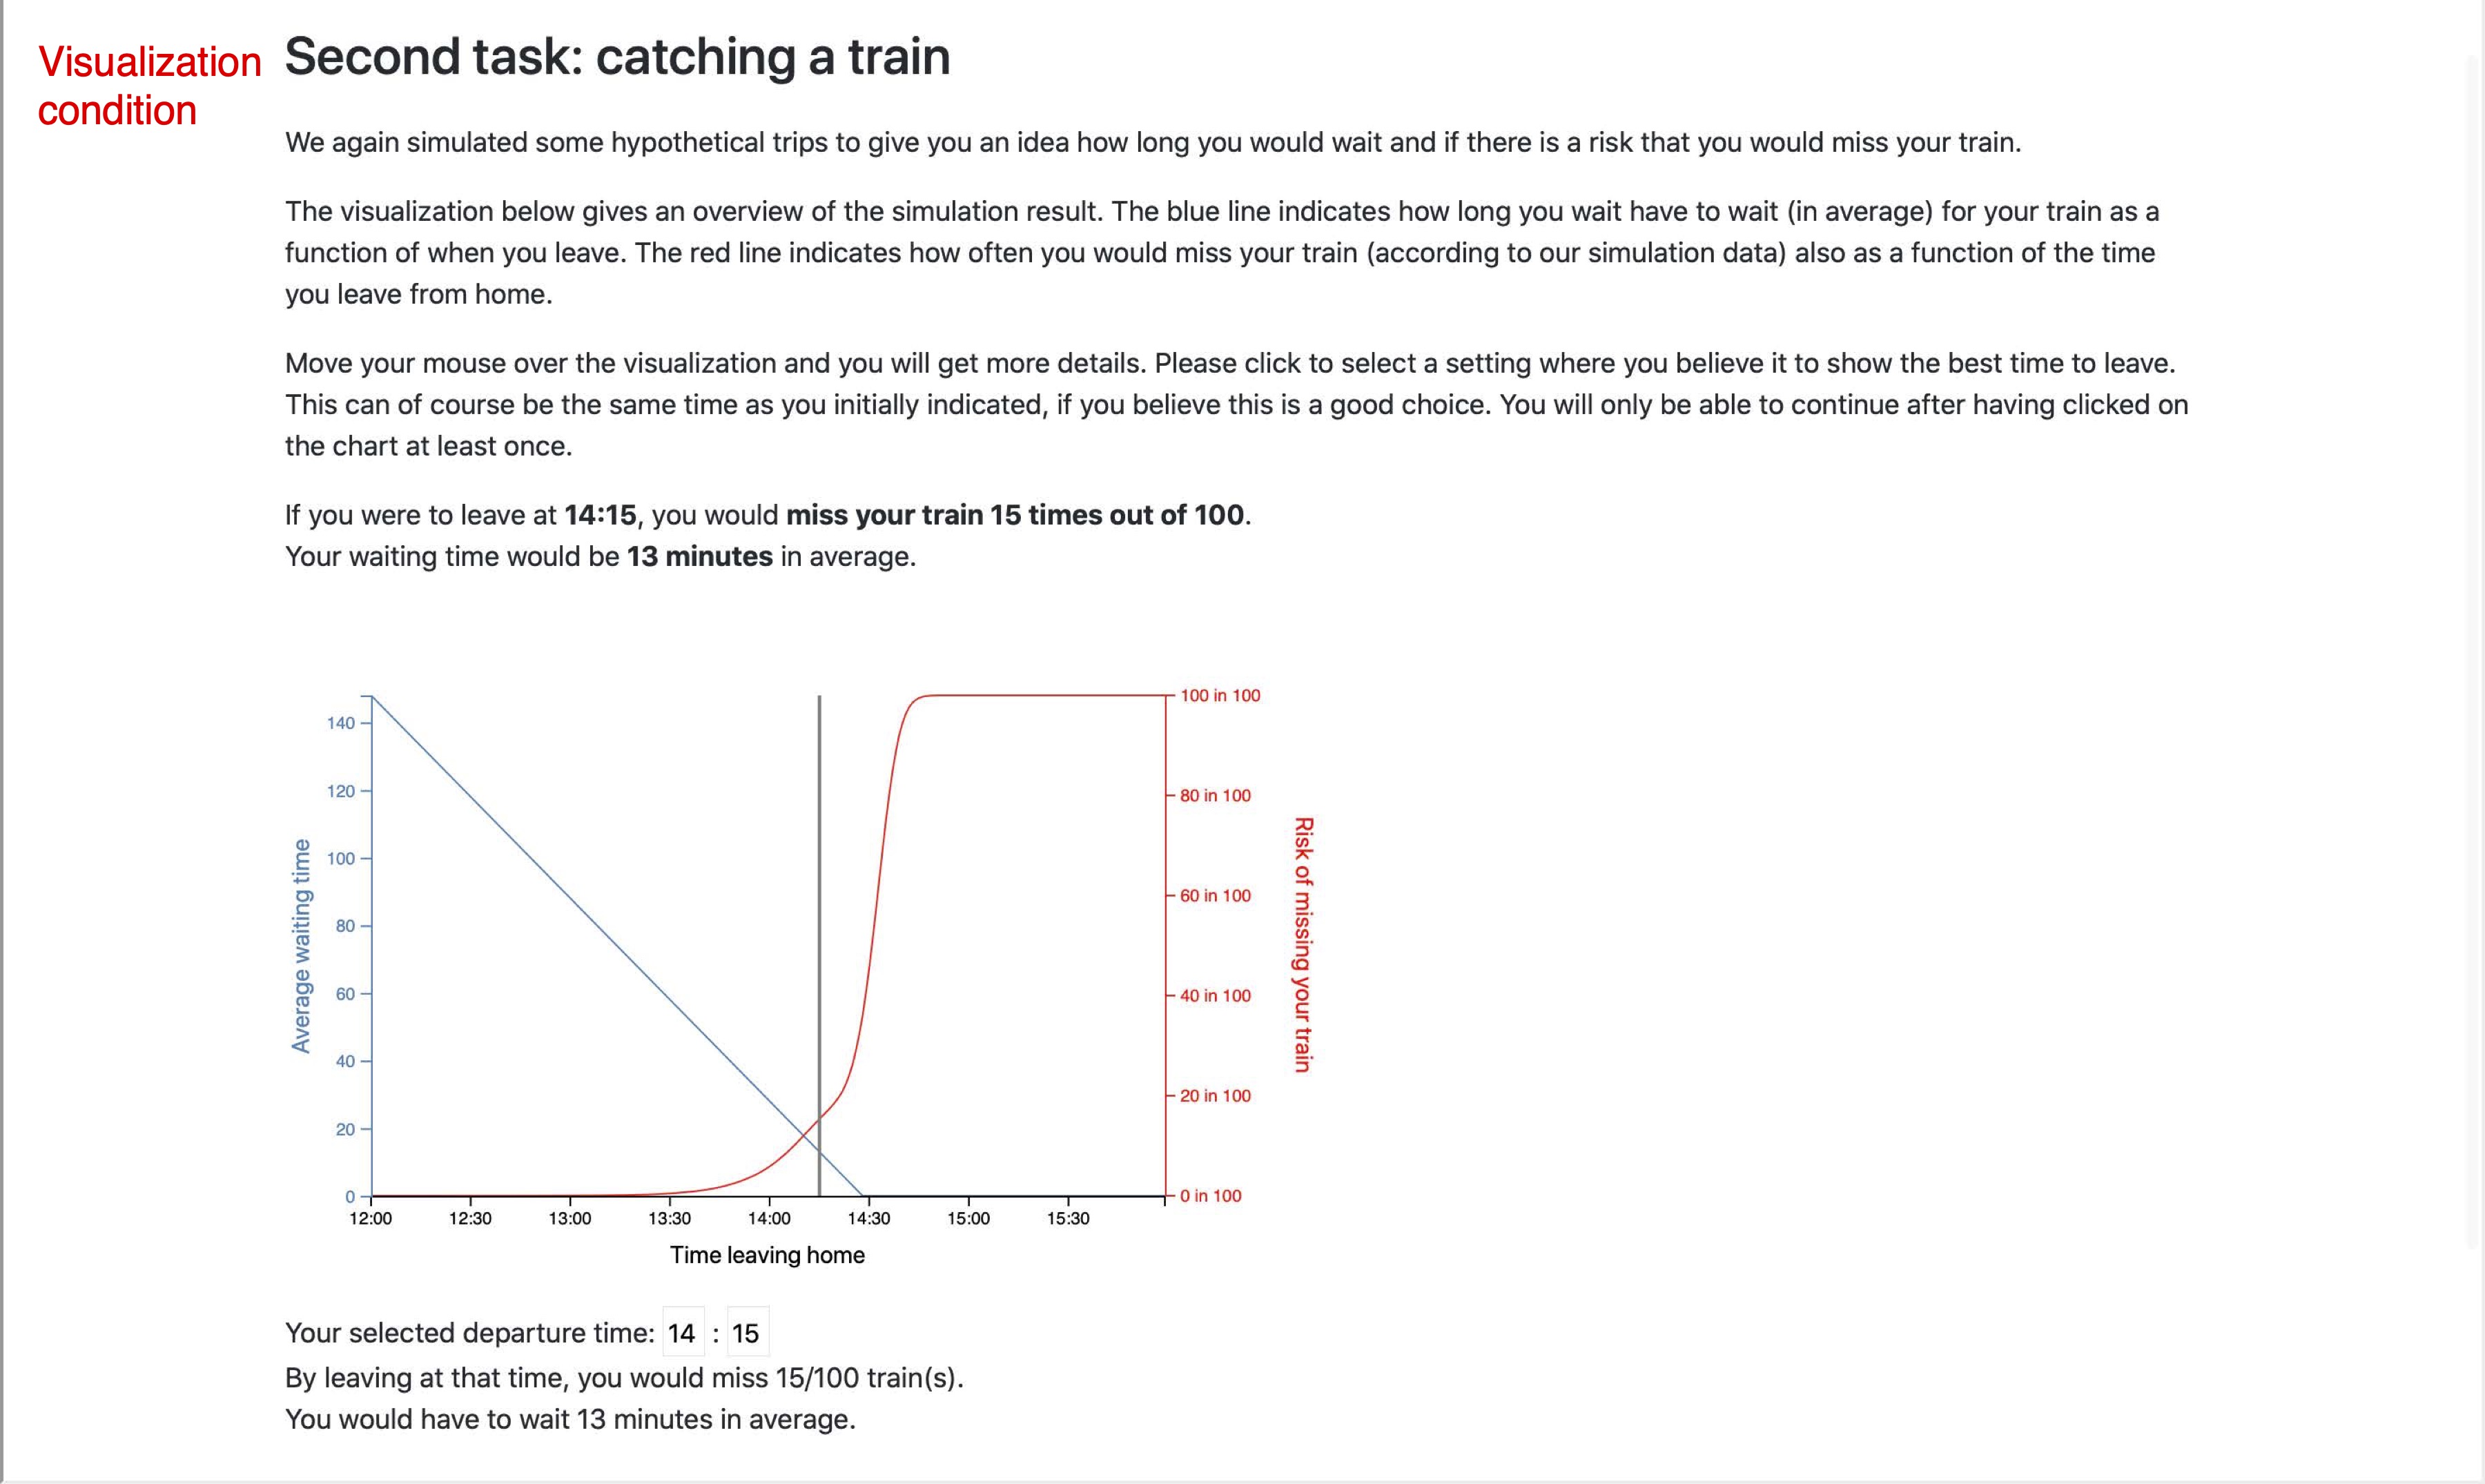 Visualization
condition
Second task: catching a train
We again simulated some hypothetical trips to give you an idea how long you would wait and if there is a risk that you would miss your train.
The visualization below gives an overview of the simulation result. The blue line indicates how long you wait have to wait (in average) for your train as a
function of when you leave. The red line indicates how often you would miss your train (according to our simulation data) also as a function of the time
you leave from home.
Move your mouse over the visualization and you will get more details. Please click to select a setting where you believe it to show the best time to leave.
This can of course be the same time as you initially indicated, if you believe this is a good choice. You will only be able to continue after having clicked on
the chart at least once.
If you were to leave at 14:15, you would miss your train 15 times out of 100.
Your waiting time would be 13 minutes in average.
Average waiting time
140
120
100
80
60
40
20
0
100 in 100
80 in 100
60 in 100
40 in 100
20 in 100
0 in 100
Risk of missing your train
12:00 12:30 13:00 13:30 14:00 14:30 15:00 15:30
Time leaving home
Your selected departure time: 14 : 15
By leaving at that time, you would miss 15/100 train(s).
You would have to wait 13 minutes in average.